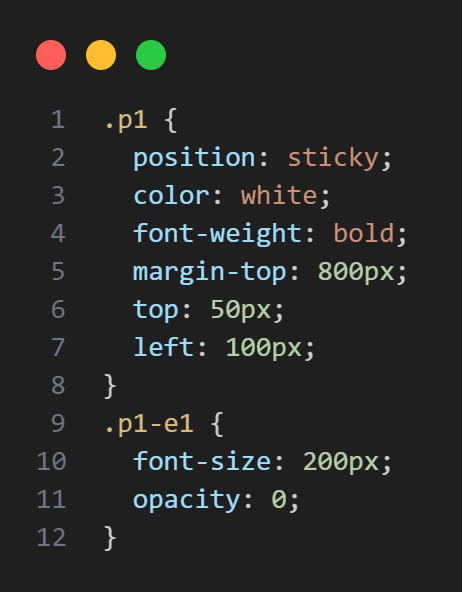 1 .p1 {
2   position: sticky;
3   color: white;
4   font-weight: bold;
5   margin-top: 800px;
6   top: 50px;
7   left: 100px;
8 }
9 .p1-e1 {
10   font-size: 200px;
11   opacity: 0;
12 }